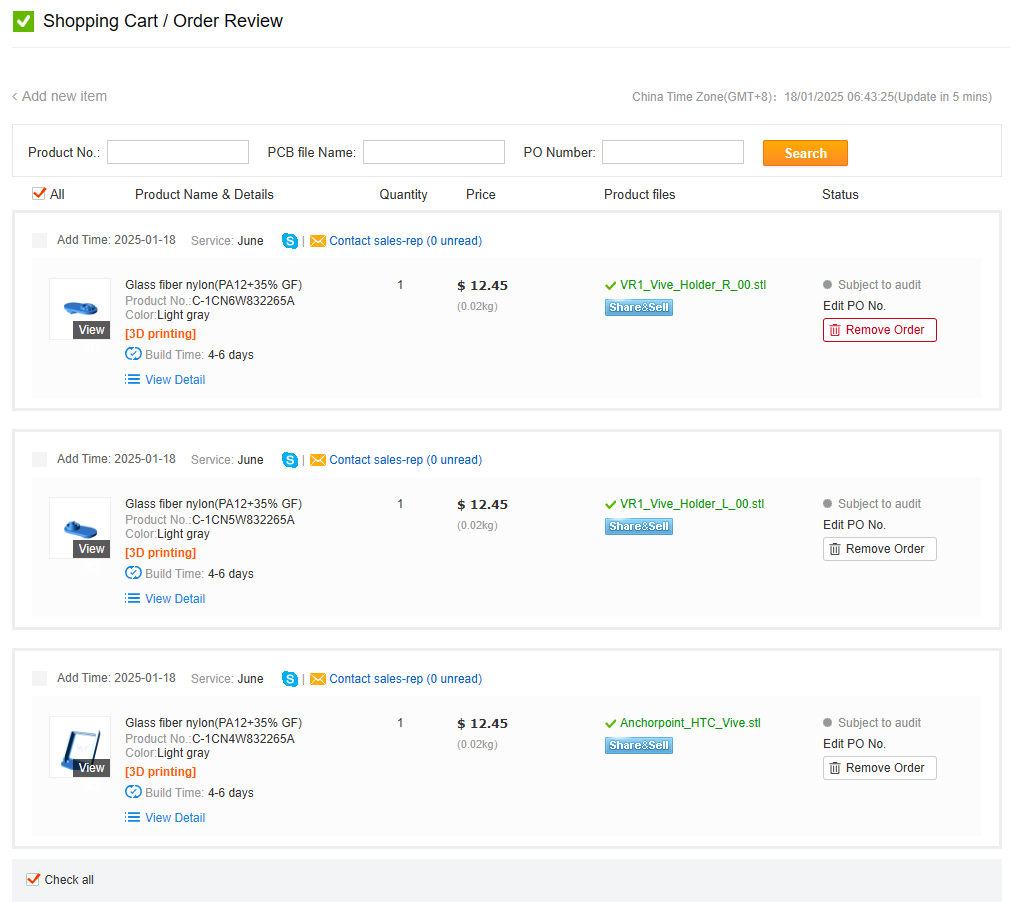 Shopping Cart / Order Review
< Add new item
China Time Zone(GMT+8): 18/01/2025 06:43:25(Update in 5 mins)
Product No.: PCB file Name: PO Number: Search
All Product Name & Details Quantity Price Product files Status
Add Time: 2025-01-18 Service: June S | Contact sales-rep (0 unread)
View
Glass fiber nylon(PA12+35% GF)
Product No.:C-1CN6W832265A
Color:Light gray
[3D printing]
Build Time: 4-6 days
View Detail
1
$ 12.45
(0.02kg)
VR1_Vive_Holder_R_00.stl
Share&Sell
Subject to audit
Edit PO No.
Remove Order
Add Time: 2025-01-18 Service: June S | Contact sales-rep (0 unread)
View
Glass fiber nylon(PA12+35% GF)
Product No.:C-1CN5W832265A
Color:Light gray
[3D printing]
Build Time: 4-6 days
View Detail
1
$ 12.45
(0.02kg)
VR1_Vive_Holder_L_00.stl
Share&Sell
Subject to audit
Edit PO No.
Remove Order
Add Time: 2025-01-18 Service: June S | Contact sales-rep (0 unread)
View
Glass fiber nylon(PA12+35% GF)
Product No.:C-1CN4W832265A
Color:Light gray
[3D printing]
Build Time: 4-6 days
View Detail
1
$ 12.45
(0.02kg)
Anchorpoint_HTC_Vive.stl
Share&Sell
Subject to audit
Edit PO No.
Remove Order
Check all